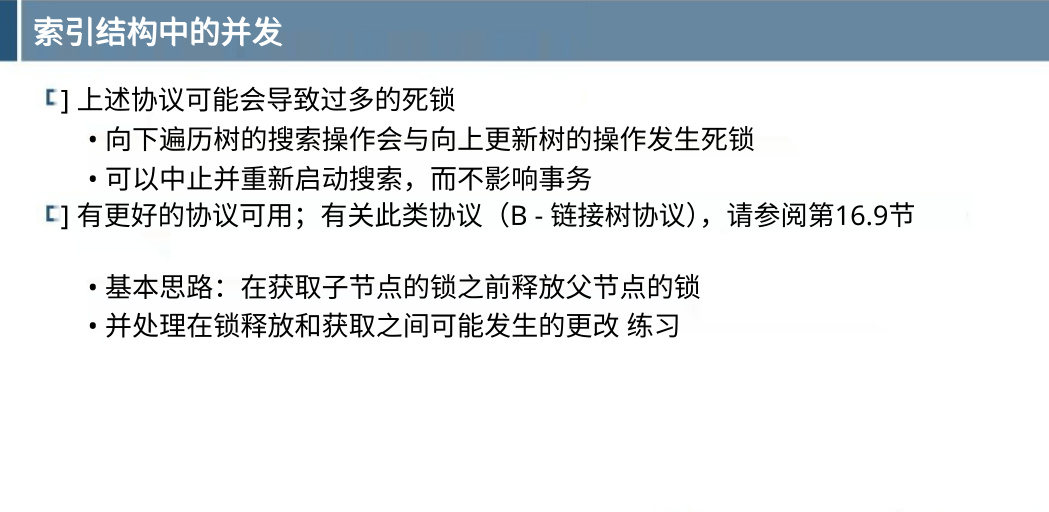 索引结构中的并发
] 上述协议可能会导致过多的死锁
• 向下遍历树的搜索操作会与向上更新树的操作发生死锁
• 可以中止并重新启动搜索，而不影响事务
] 有更好的协议可用；有关此类协议（B - 链接树协议），请参阅第16.9节
• 基本思路：在获取子节点的锁之前释放父节点的锁
• 并处理在锁释放和获取之间可能发生的更改 练习